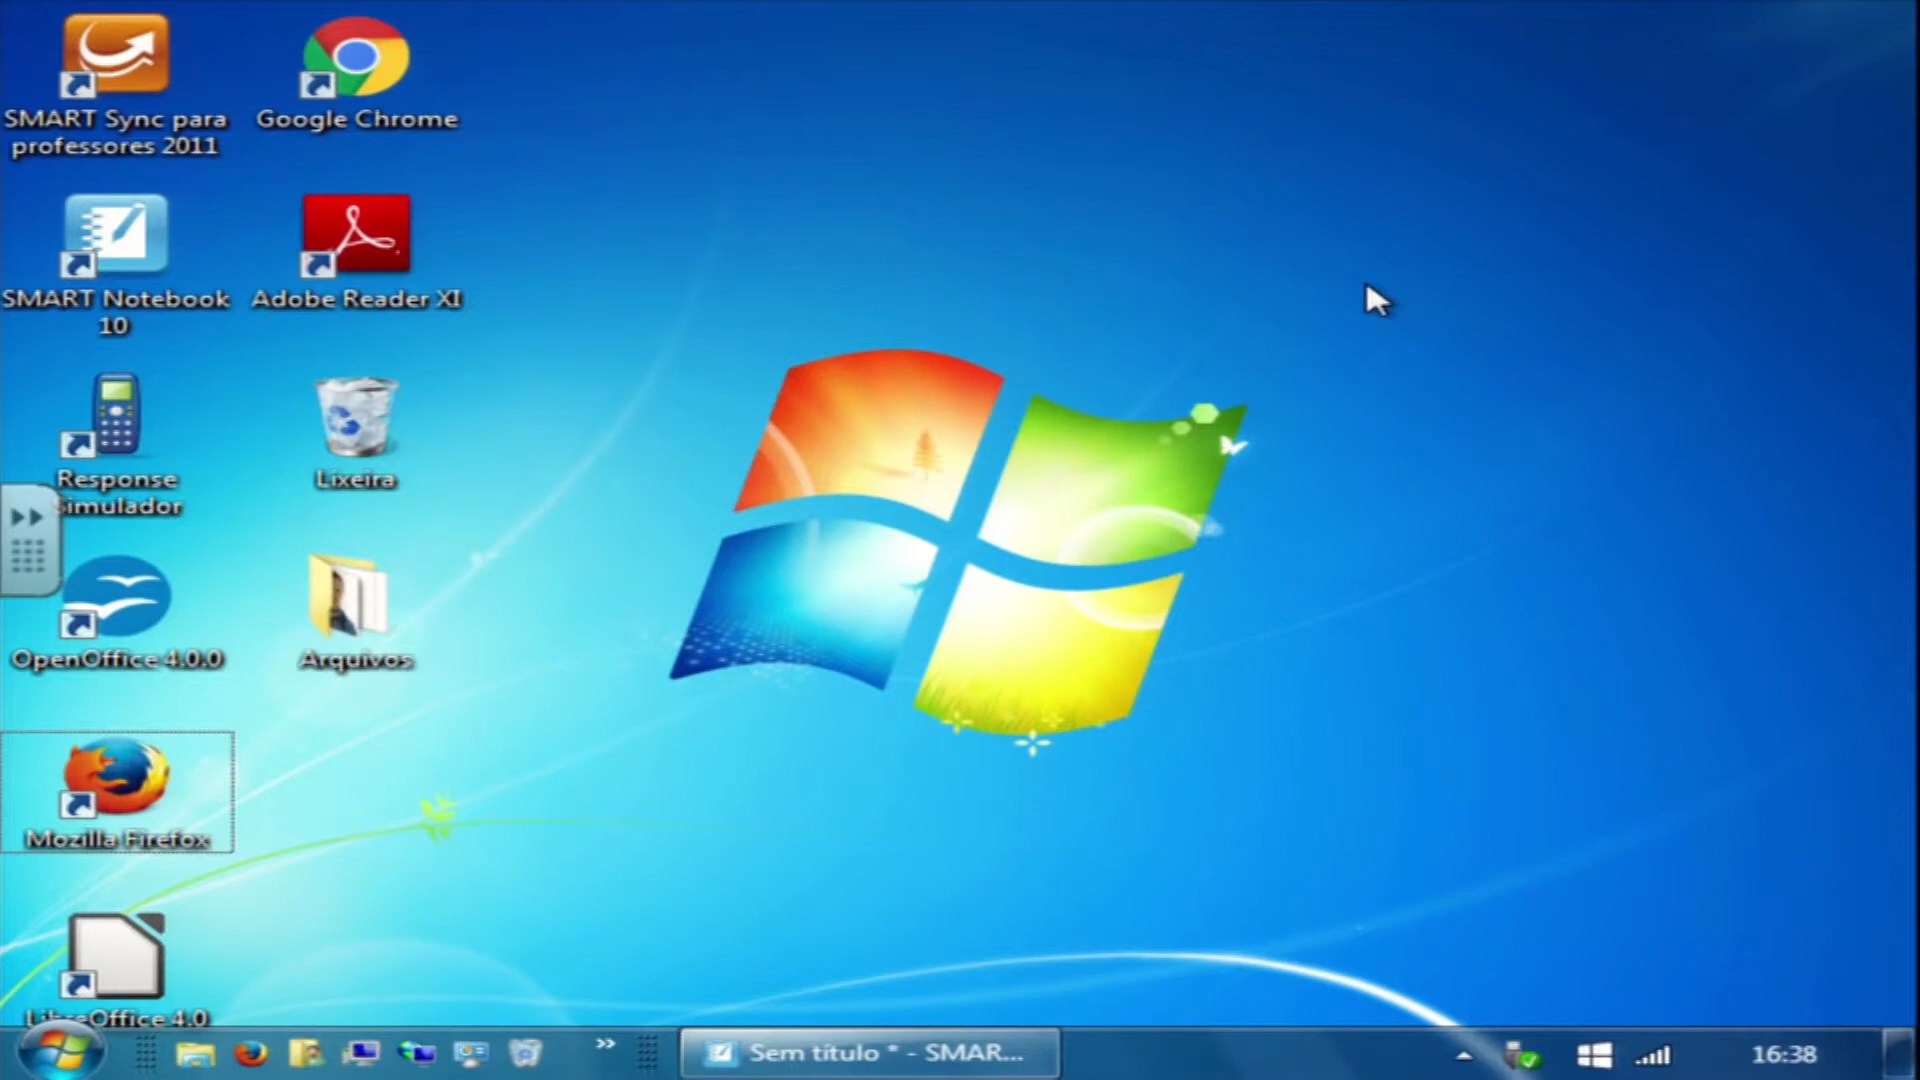 SMART Sync para
professores 2011
Google Chrome
SMART Notebook
10
Adobe Reader XI
Response
Simulador
Lixeira
OpenOffice 4.0.0
Arquivos
Mozilla Firefox
LibreOffice 4.0
Sem título * - SMAR...
16:38